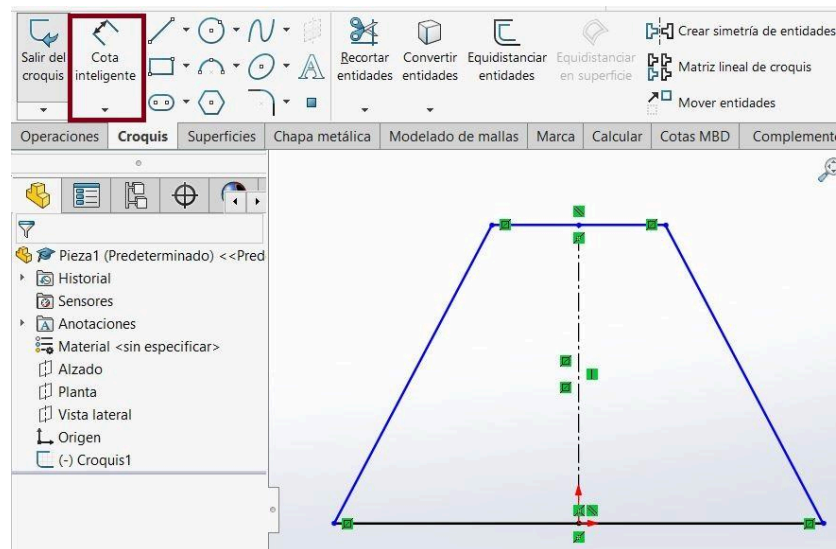 Salir del
croquis
Cota
inteligente
Recortar
entidades
Convertir
entidades
Equidistanciar
entidades
Equidistanciar
en superficie
Crear simetría de entidades
Matriz lineal de croquis
Mover entidades
Operaciones Croquis Superficies Chapa metálica Modelado de mallas Marca Calcular Cotas MBD Complemento
Pieza1 (Predeterminado) <<Pred
Historial
Sensores
Anotaciones
Material <sin especificar>
Alzado
Planta
Vista lateral
Origen
(-) Croquis1